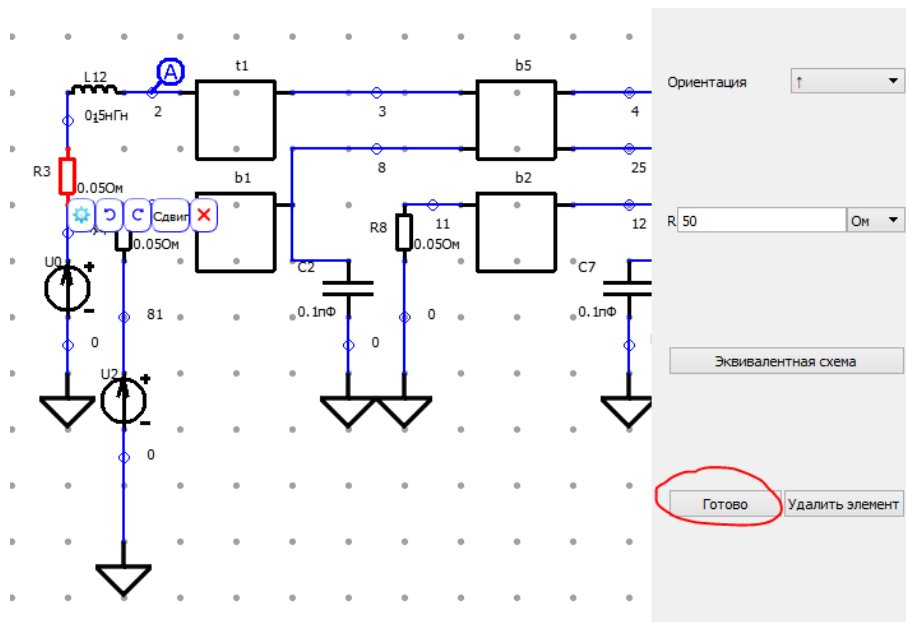 t1
b5
L12
A
Ориентация
↑
0,5нГн
2
3
4
1
8
25
R3
b1
b2
0.05Ом
Сдвиг
R8
11
12
R 50
Ом
0.05Ом
0.05Ом
U0
+
C2
C7
-
81
0.1пФ
0
0.1пФ
0
0
Эквивалентная схема
U2
+
-
0
Готово
Удалить элемент